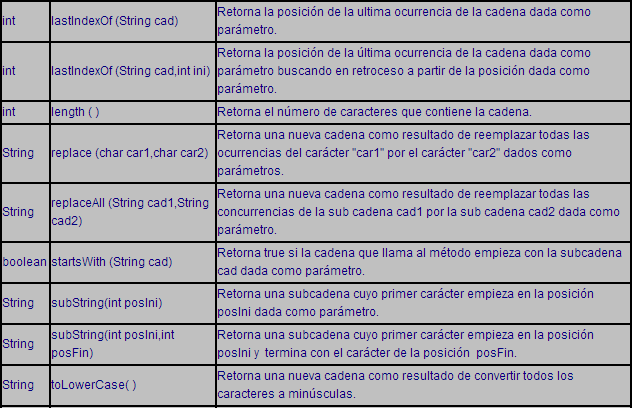 int lastIndexOf (String cad) Retorna la posición de la ultima ocurrencia de la cadena dada como
parámetro.
int lastIndexOf (String cad,int ini) Retorna la posición de la última ocurrencia de la cadena dada como
parámetro buscando en retroceso a partir de la posición dada como
parámetro.
int length ( ) Retorna el número de caracteres que contiene la cadena.
String replace (char car1,char car2) Retorna una nueva cadena como resultado de reemplazar todas las
ocurrencias del carácter "car1" por el carácter "car2" dados como
parámetros.
String replaceAll (String cad1,String
cad2)
Retorna una nueva cadena como resultado de reemplazar todas las
concurrencias de la sub cadena cad1 por la sub cadena cad2 dada como
parámetro.
boolean startsWith (String cad) Retorna true si la cadena que llama al método empieza con la subcadena
cad dada como parámetro.
String subString(int posIni) Retorna una subcadena cuyo primer carácter empieza en la posición
posIni dada como parámetro.
String subString(int posIni,int
posFin)
Retorna una subcadena cuyo primer carácter empieza en la posición
posIni y termina con el carácter de la posición posFin.
String toLowerCase( ) Retorna una nueva cadena como resultado de convertir todos los
caracteres a minúsculas.